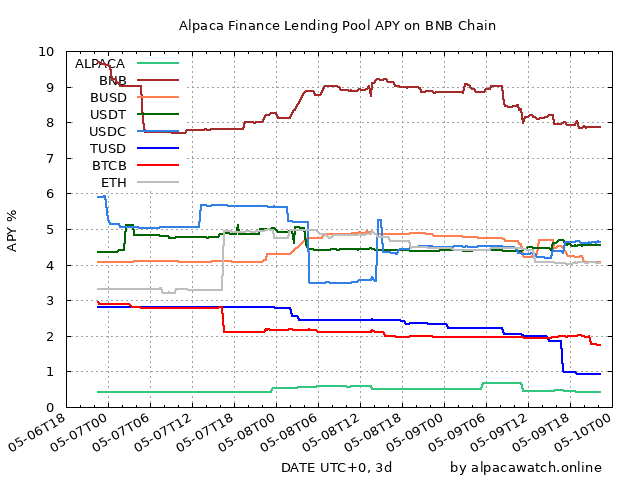 Alpaca Finance Lending Pool APY on BNB Chain
APY %
10
9
8
7
6
5
4
3
2
1
0
ALPACA
BNB
BUSD
USDT
USDC
TUSD
BTCB
ETH
05-06T18
05-07T00
05-07T06
05-07T12
05-07T18
05-08T00
05-08T06
05-08T12
05-08T18
05-09T00
05-09T06
05-09T12
05-09T18
05-10T00
DATE UTC+0, 3d
by alpacawatch.online